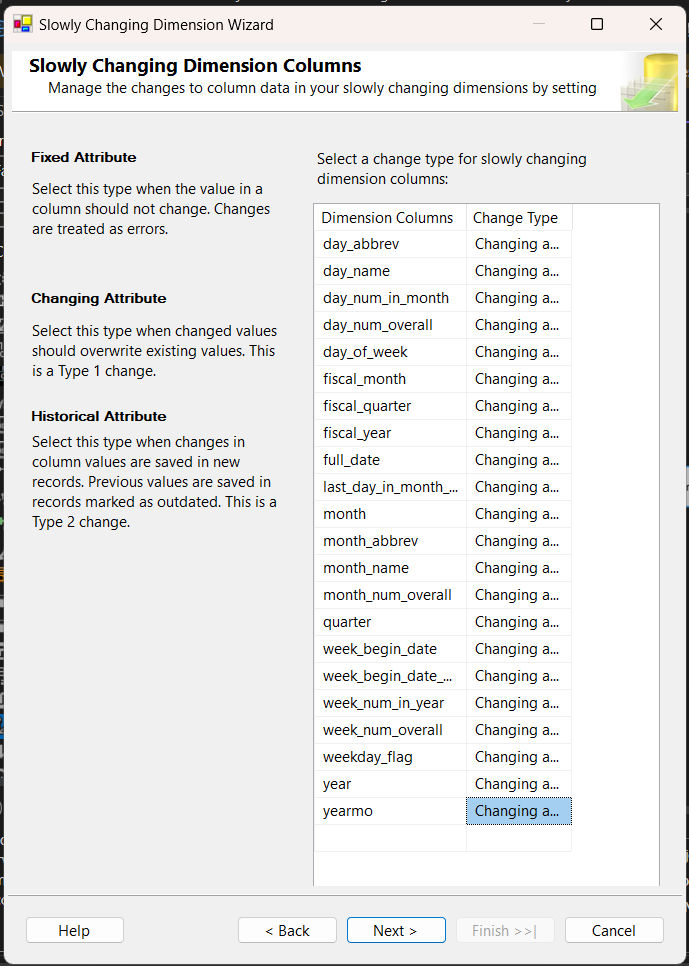 Slowly Changing Dimension Wizard
Slowly Changing Dimension Columns
Manage the changes to column data in your slowly changing dimensions by setting
Fixed Attribute
Select this type when the value in a
column should not change. Changes
are treated as errors.
Changing Attribute
Select this type when changed values
should overwrite existing values. This
is a Type 1 change.
Historical Attribute
Select this type when changes in
column values are saved in new
records. Previous values are saved in
records marked as outdated. This is a
Type 2 change.
Select a change type for slowly changing
dimension columns:
Dimension Columns Change Type
day_abbrev Changing a...
day_name Changing a...
day_num_in_month Changing a...
day_num_overall Changing a...
day_of_week Changing a...
fiscal_month Changing a...
fiscal_quarter Changing a...
fiscal_year Changing a...
full_date Changing a...
last_day_in_month_... Changing a...
month Changing a...
month_abbrev Changing a...
month_name Changing a...
month_num_overall Changing a...
quarter Changing a...
week_begin_date Changing a...
week_begin_date_... Changing a...
week_num_in_year Changing a...
week_num_overall Changing a...
weekday_flag Changing a...
year Changing a...
yearmo Changing a...
Help < Back Next > Finish >>| Cancel